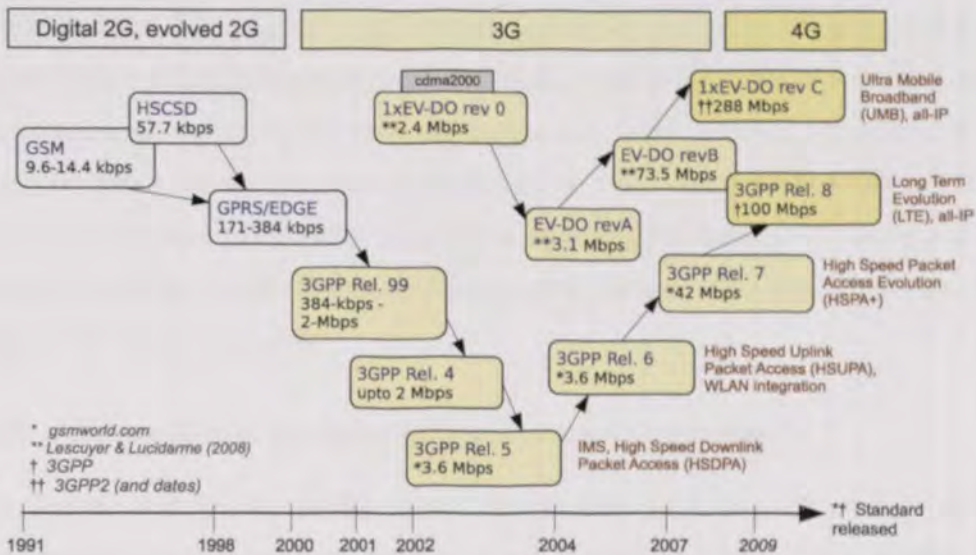 Digital 2G, evolved 2G
3G
4G
cdma2000
1xEV-DO rev 0
**2.4 Mbps
1xEV-DO rev C
††288 Mbps
Ultra Mobile
Broadband
(UMB), all-IP
HSCSD
57.7 kbps
GSM
9.6-14.4 kbps
EV-DO revB
**73.5 Mbps
3GPP Rel. 8
†100 Mbps
Long Term
Evolution
(LTE), all-IP
GPRS/EDGE
171-384 kbps
EV-DO revA
**3.1 Mbps
3GPP Rel. 99
384-kbps -
2-Mbps
3GPP Rel. 7
*42 Mbps
High Speed Packet
Access Evolution
(HSPA+)
3GPP Rel. 4
upto 2 Mbps
3GPP Rel. 6
*3.6 Mbps
High Speed Uplink
Packet Access (HSUPA),
WLAN integration
3GPP Rel. 5
*3.6 Mbps
IMS, High Speed Downlink
Packet Access (HSDPA)
* gsmworld.com
** Lescuyer & Lucidarme (2008)
† 3GPP
†† 3GPP2 (and dates)
*† Standard
released
1991
1998
2000
2001
2002
2004
2007
2009